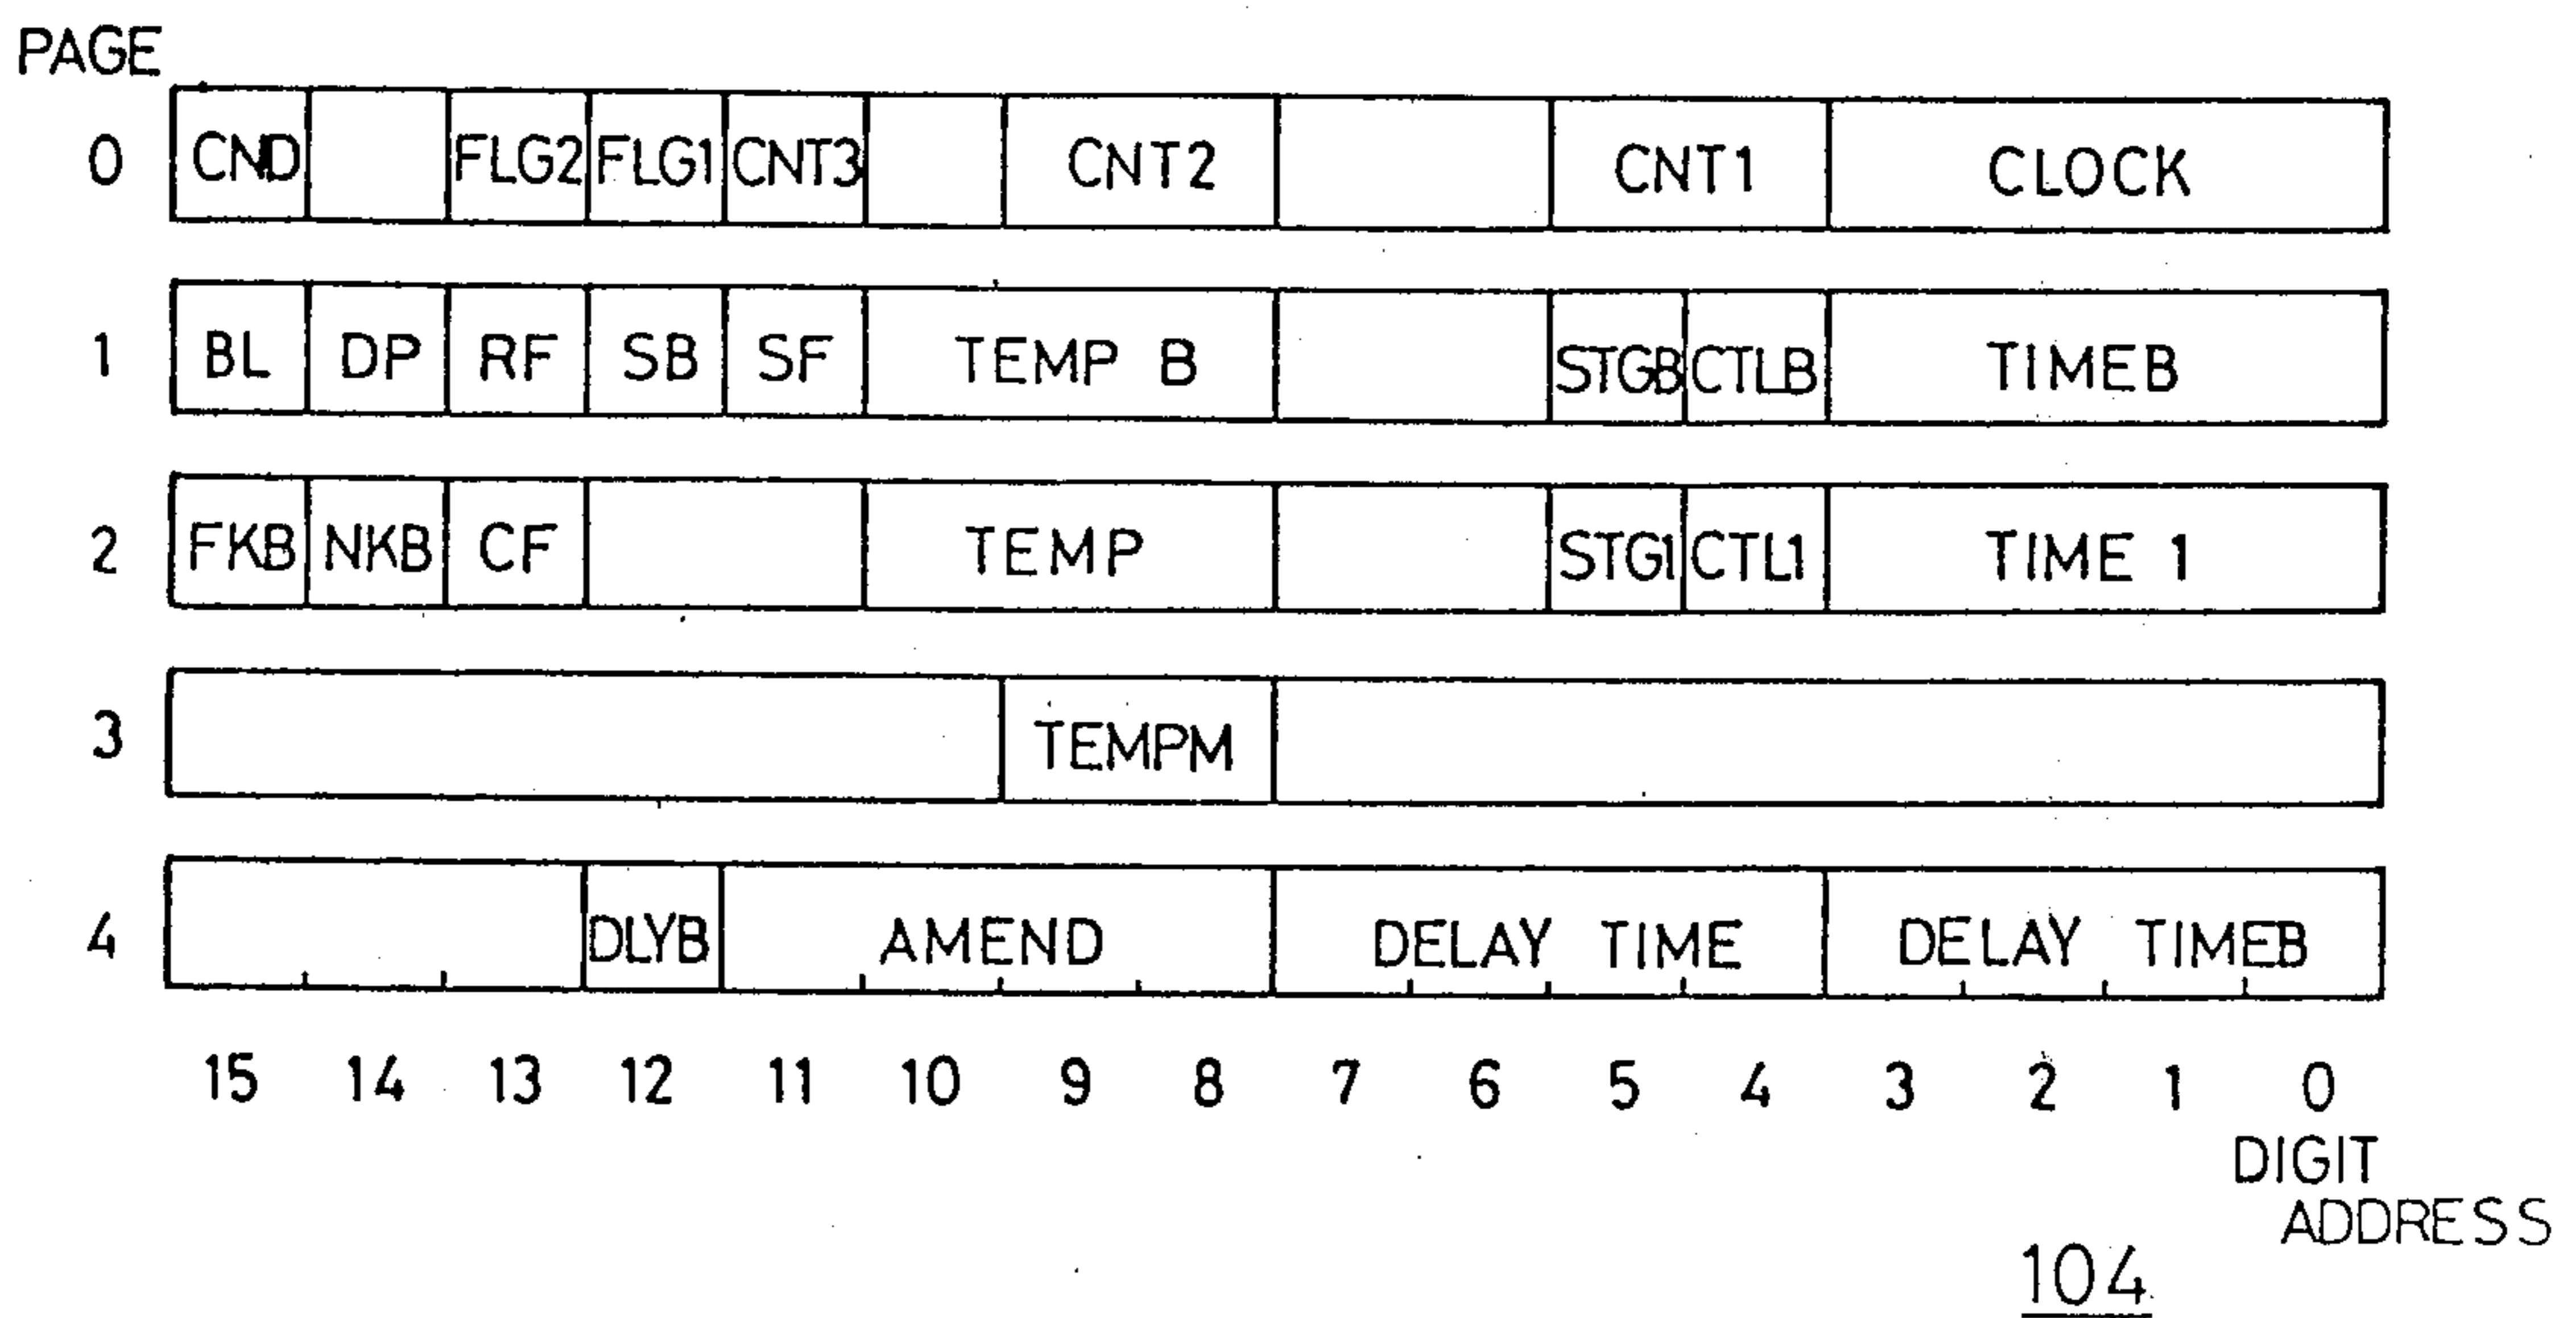 PAGE
0 CND FLG2 FLG1 CNT3 CNT2 CNT1 CLOCK
1 BL DP RF SB SF TEMP B STGB CTLB TIMEB
2 FKB NKB CF TEMP STG1 CTL1 TIME 1
3 TEMPM
4 DLYB AMEND DELAY TIME DELAY TIMEB
15 14 13 12 11 10 9 8 7 6 5 4 3 2 1 0
DIGIT
ADDRESS
104